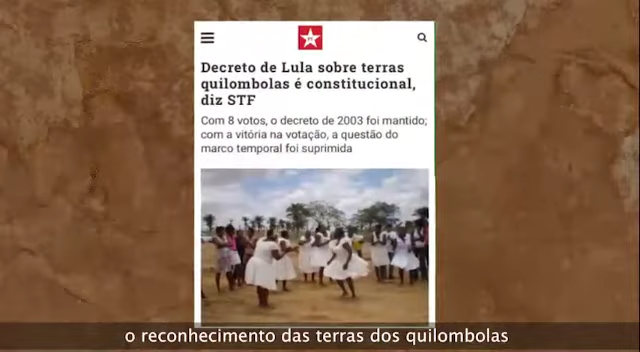 Decreto de Lula sobre terras
quilombolas é constitucional,
diz STF
Com 8 votos, o decreto de 2003 foi mantido;
com a vitória na votação, a questão do
marco temporal foi suprimida
o reconhecimento das terras dos quilombolas